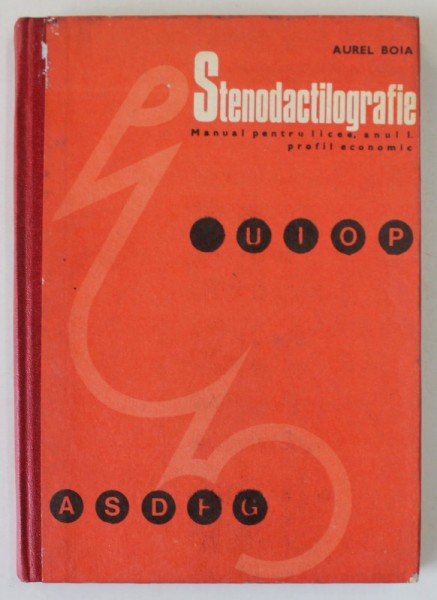 AUREL BOIA
Stenodactilografie
Manual pentru licee, anul I.
profil economic
U I O P
A S D F G